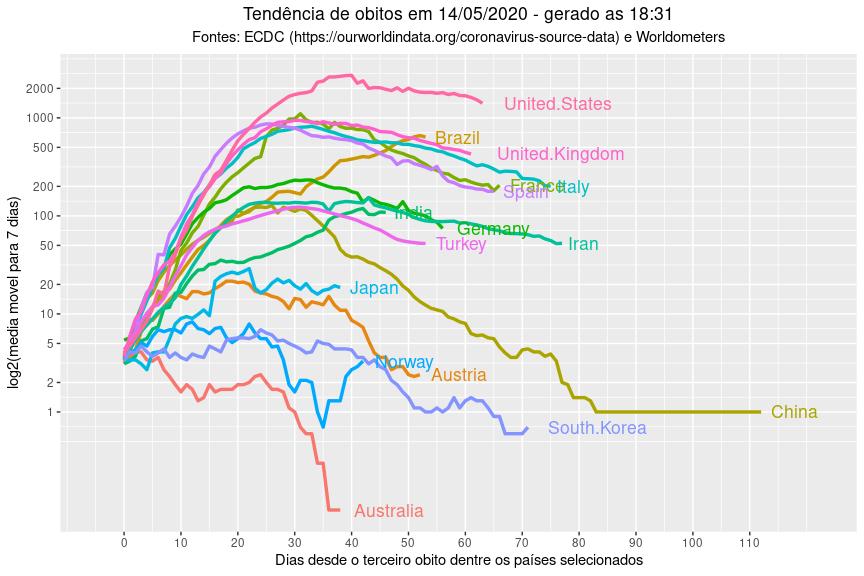 Tendência de obitos em 14/05/2020 - gerado as 18:31
Fontes: ECDC (https://ourworldindata.org/coronavirus-source-data) e Worldometers
log2(media movel para 7 dias)
2000
1000
500
200
100
50
20
10
5
2
1
United.States
Brazil
United.Kingdom
France
Italy
Spain
India
Germany
Turkey
Iran
Japan
Norway
Austria
China
South.Korea
Australia
0 10 20 30 40 50 60 70 80 90 100 110
Dias desde o terceiro obito dentre os países selecionados